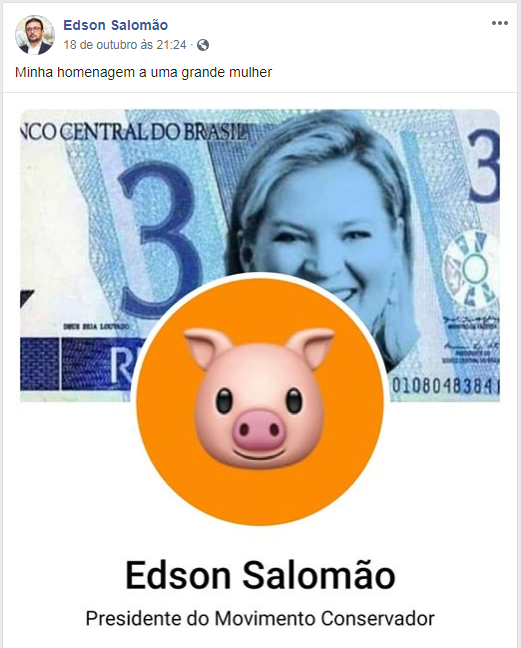 Edson Salomão
18 de outubro às 21:24
Minha homenagem a uma grande mulher
NCO CENTRAL DO BRASIL
3
3
DEUS SEJA LOUVADO
R
0108048384
Edson Salomão
Presidente do Movimento Conservador